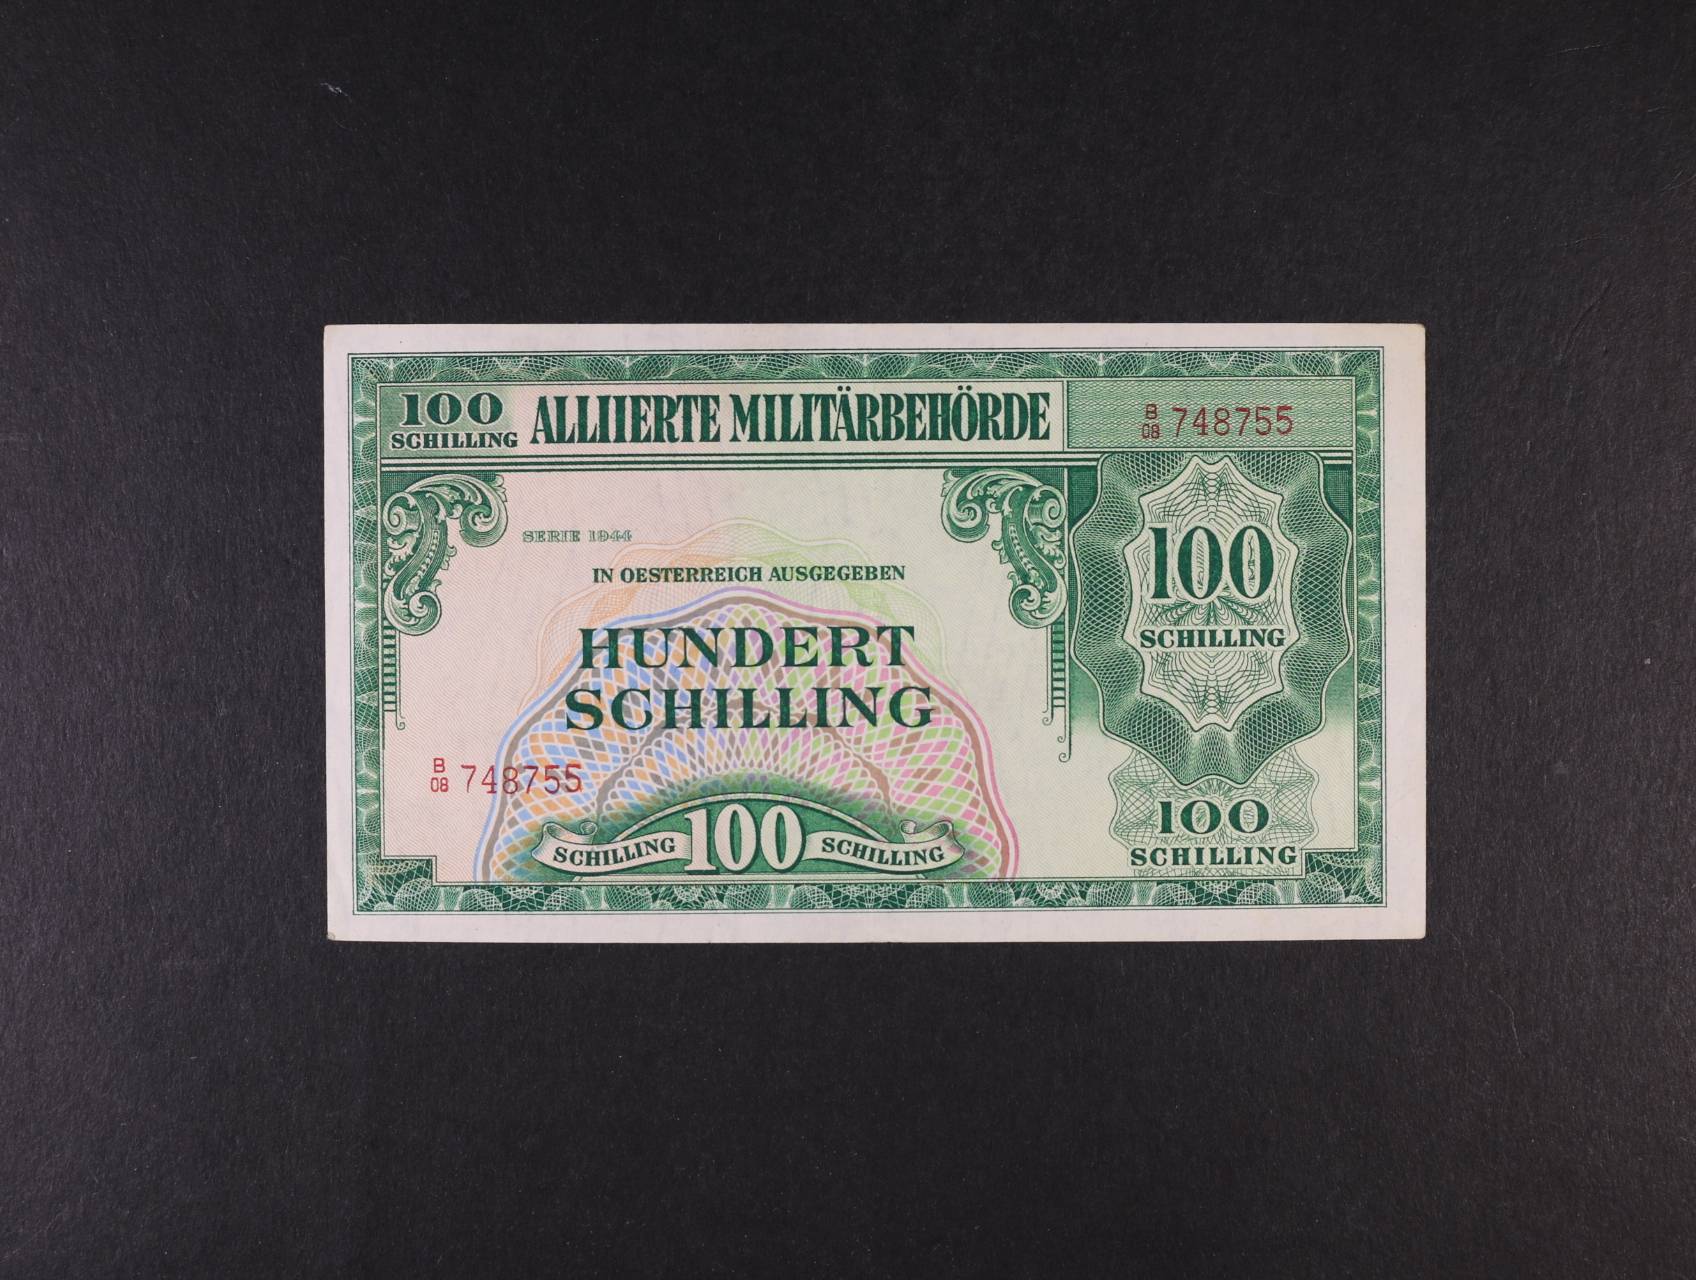 100
SCHILLING
ALLIIERTE MILITÄRBEHÖRDE
B/08 748755
SERIE 1944
IN OESTERREICH AUSGEGEBEN
HUNDERT
SCHILLING
100
SCHILLING
B/08 748755
SCHILLING 100 SCHILLING
100
SCHILLING